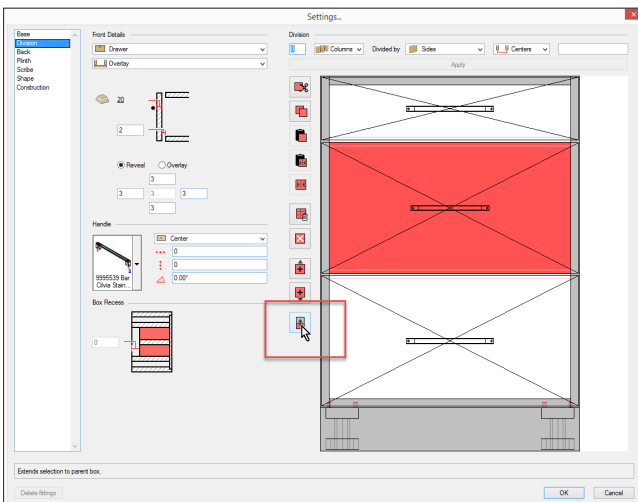 Settings...
Base
Division
Back
Plinth
Scribe
Shape
Construction
Front Details
Drawer
Overlay
20
2
Reveal Overlay
3
3 3 3
3
Handle
Center
0
0
0.00°
9995539 Bar
Cilvia Stain...
Box Recess
0
Division
Columns Divided by Sides Centers
Apply
Extends selection to parent box.
Delete fittings OK Cancel